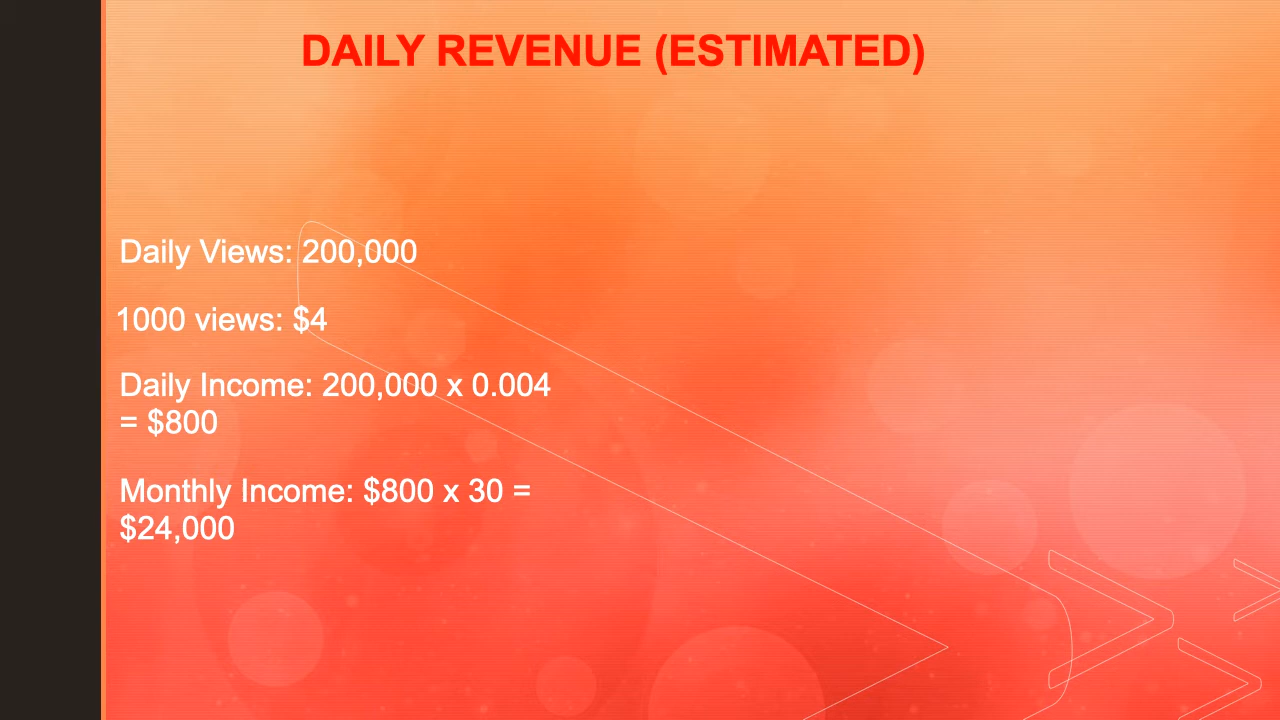 DAILY REVENUE (ESTIMATED)
Daily Views: 200,000
1000 views: $4
Daily Income: 200,000 x 0.004
= $800
Monthly Income: $800 x 30 =
$24,000